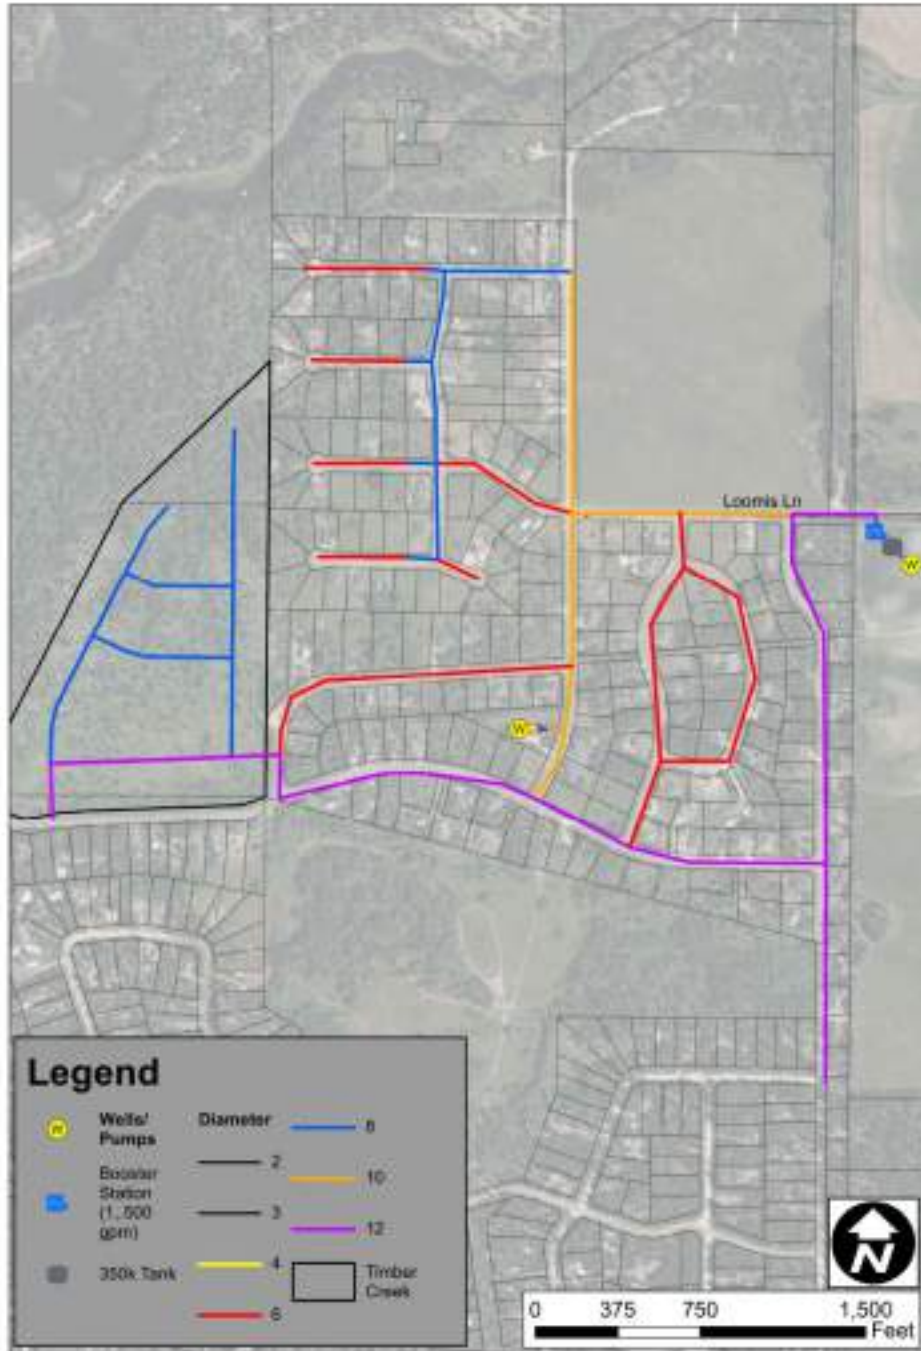 Loomis Ln
W
W
Legend
Wells/
Pumps
Booster
Station
(1,.500
gpm)
350k Tank
Diameter
2
3
4
6
8
10
12
Timber
Creek
N
0 375 750 1,500
Feet